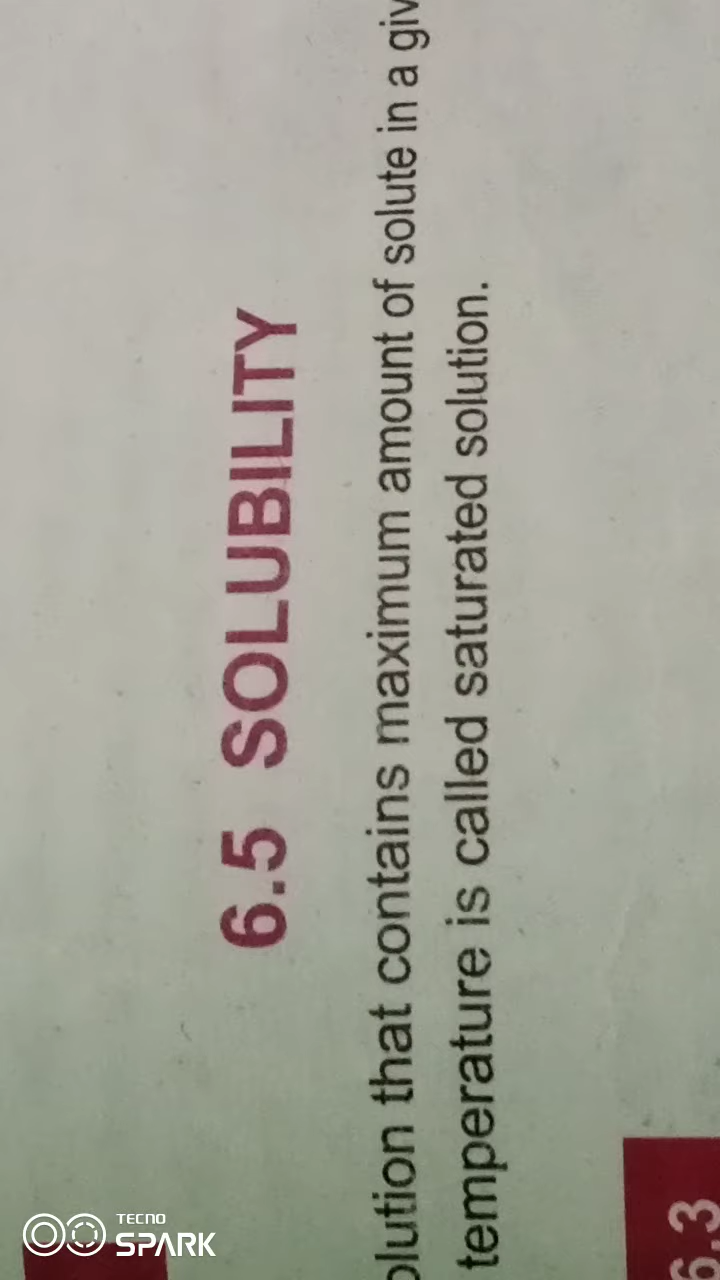 6.5 SOLUBILITY
olution that contains maximum amount of solute in a giv
temperature is called saturated solution.
6.3
TECNO
SPARK